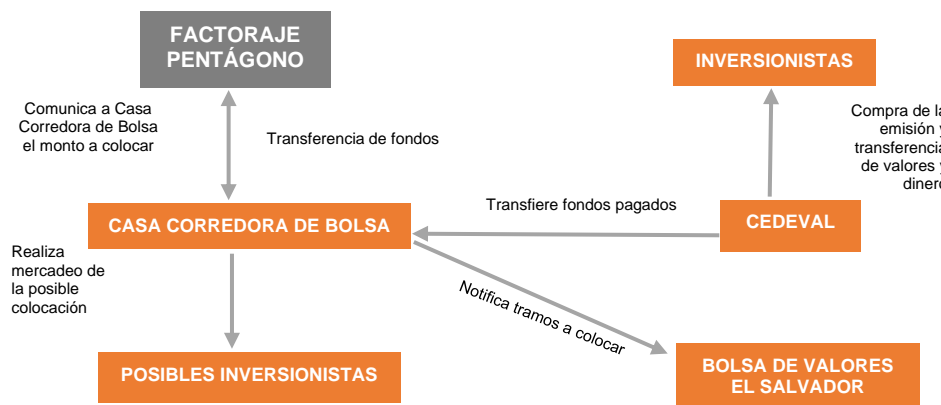 FACTORAJE
PENTÁGONO
INVERSIONISTAS
Comunica a Casa
Corredora de Bolsa
el monto a colocar
Transferencia de fondos
Compra de la
emisión y
transferencia
de valores y
dinero
CASA CORREDORA DE BOLSA
Transfiere fondos pagados
CEDEVAL
Realiza
mercadeo de
la posible
colocación
Notifica tramos a colocar
POSIBLES INVERSIONISTAS
BOLSA DE VALORES
EL SALVADOR